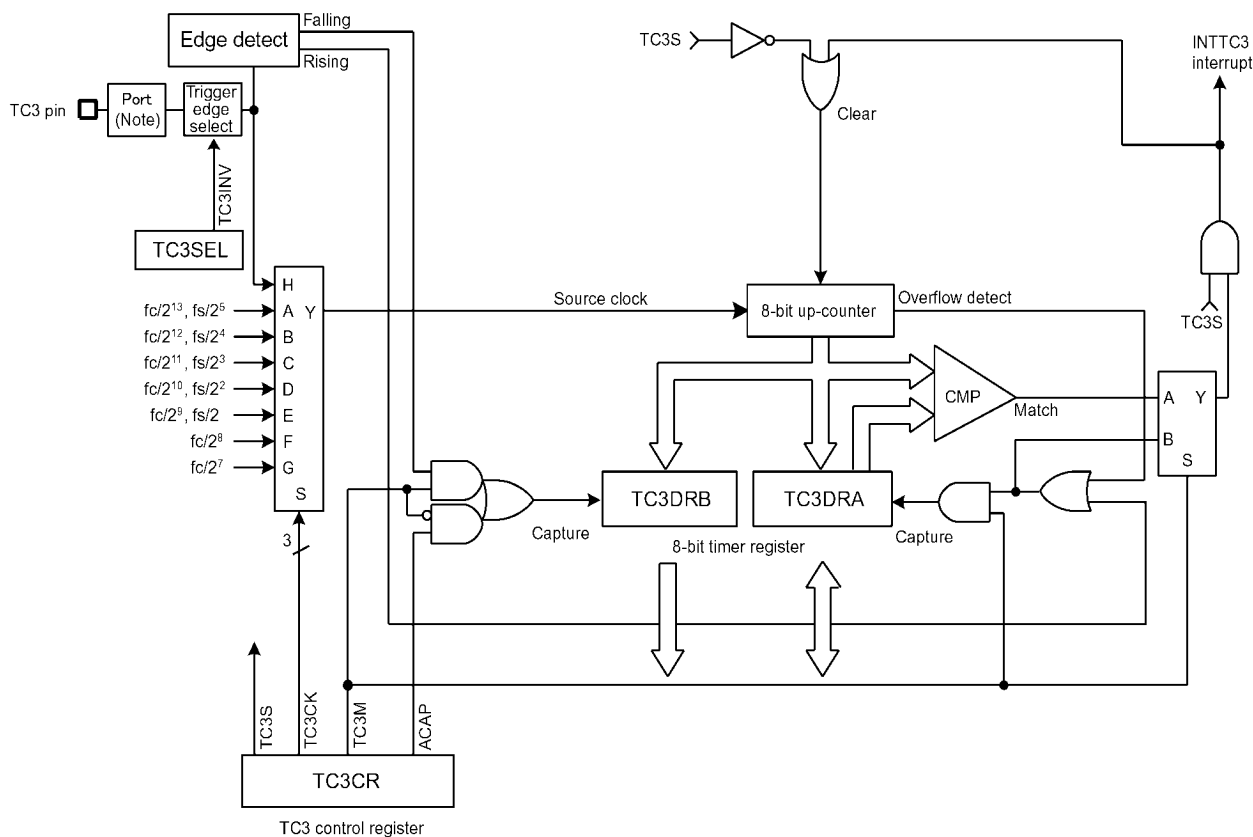 Falling
Edge detect
Rising
TC3 pin
Port
(Note)
Trigger
edge
select
TC3INV
TC3SEL
TC3S
Clear
INTTC3
interrupt
TC3S
H
fc/2¹³, fs/2⁵ A Y
fc/2¹², fs/2⁴ B
fc/2¹¹, fs/2³ C
fc/2¹⁰, fs/2² D
fc/2⁹, fs/2 E
fc/2⁸ F
fc/2⁷ G
S
3
Source clock
8-bit up-counter
Overflow detect
CMP
Match
A Y
B
S
TC3DRB
TC3DRA
Capture
Capture
8-bit timer register
TC3S
TC3CK
TC3M
ACAP
TC3CR
TC3 control register